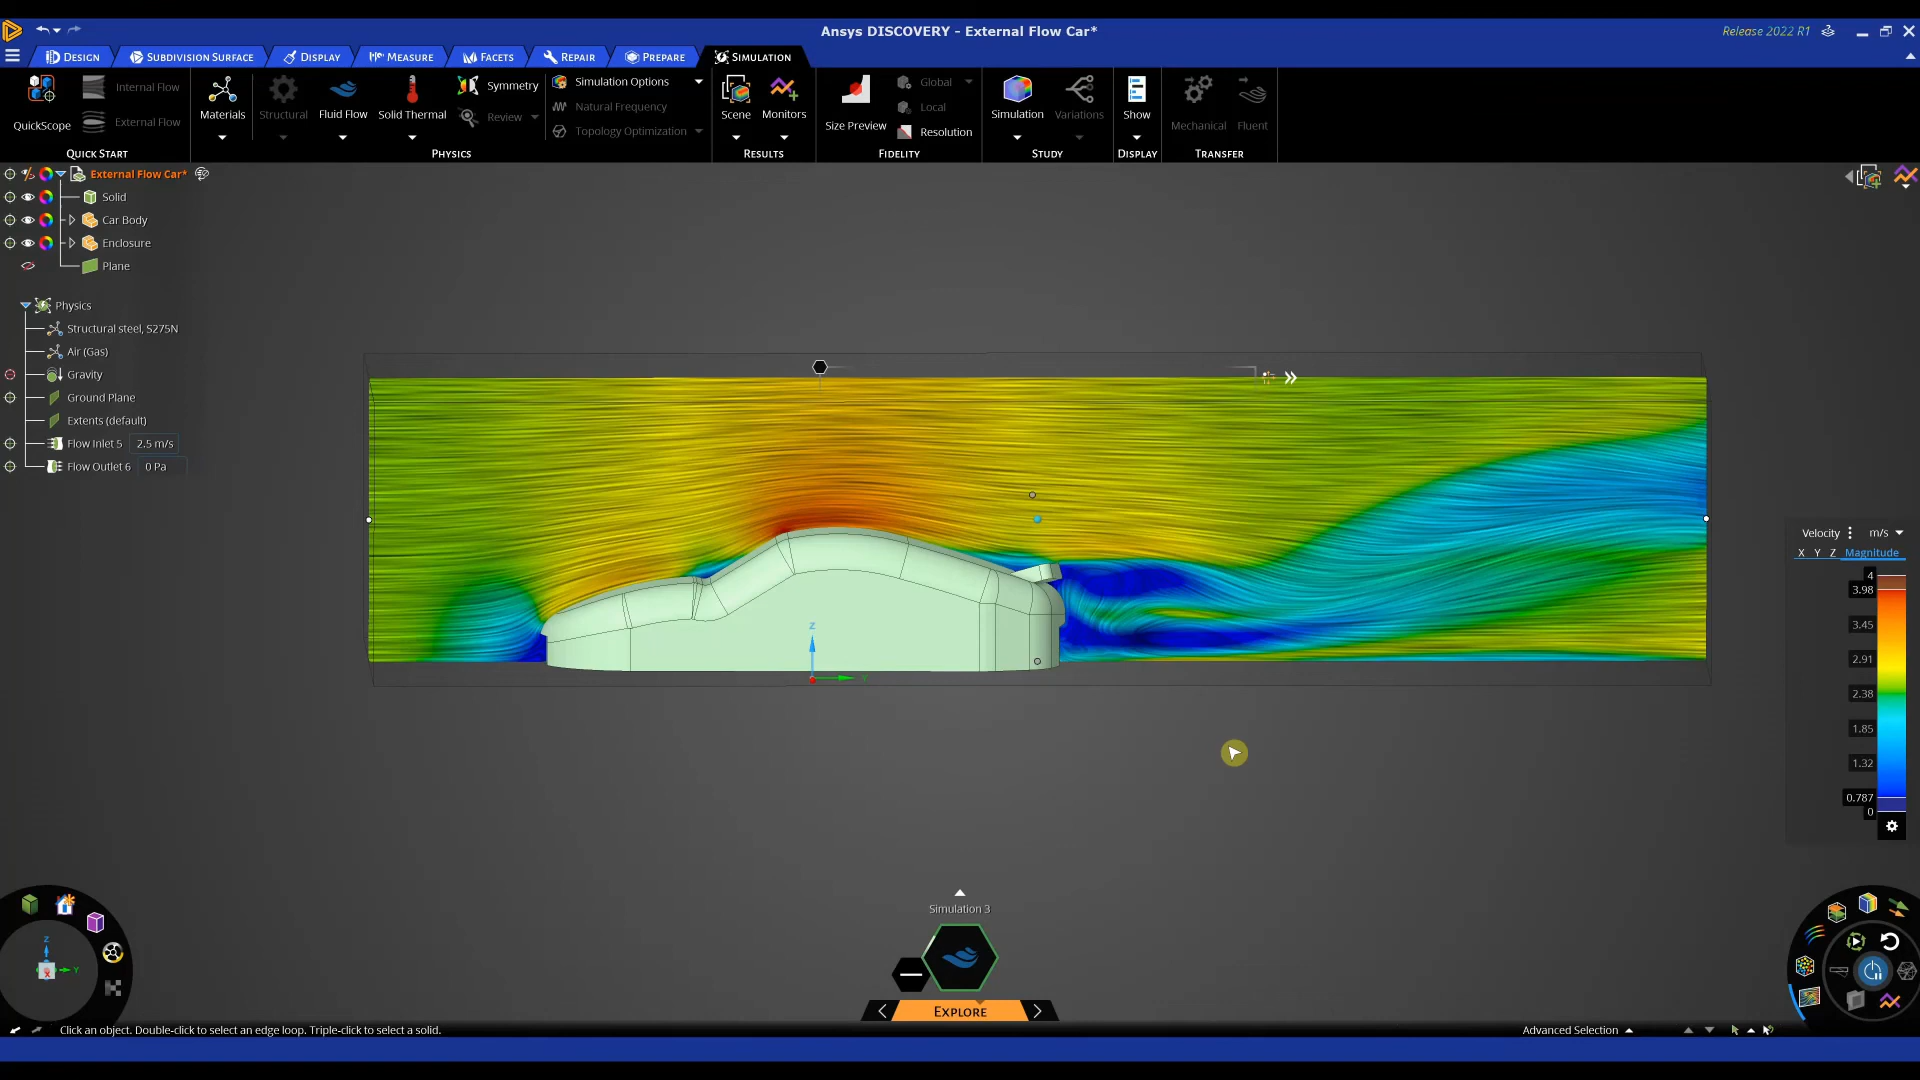 Ansys DISCOVERY - External Flow Car*
Release 2022 R1
DESIGN
SUBDIVISION SURFACE
DISPLAY
MEASURE
FACETS
REPAIR
PREPARE
SIMULATION
QuickScope
Internal Flow
External Flow
QUICK START
Materials
Structural
Fluid Flow
Solid Thermal
Symmetry
Review
Simulation Options
Natural Frequency
Topology Optimization
PHYSICS
Scene
Monitors
RESULTS
Size Preview
Global
Local
Resolution
FIDELITY
Simulation
Variations
STUDY
Show
DISPLAY
Mechanical
Fluent
TRANSFER
External Flow Car*
Solid
Car Body
Enclosure
Plane
Physics
Structural steel, S275N
Air (Gas)
Gravity
Ground Plane
Extents (default)
Flow Inlet 5 2.5 m/s
Flow Outlet 6 0 Pa
Z
Y
Velocity m/s
X Y Z Magnitude
4
3.98
3.45
2.91
2.38
1.85
1.32
0.787
0
Simulation 3
EXPLORE
Z
X
Y
Click an object. Double-click to select an edge loop. Triple-click to select a solid.
Advanced Selection